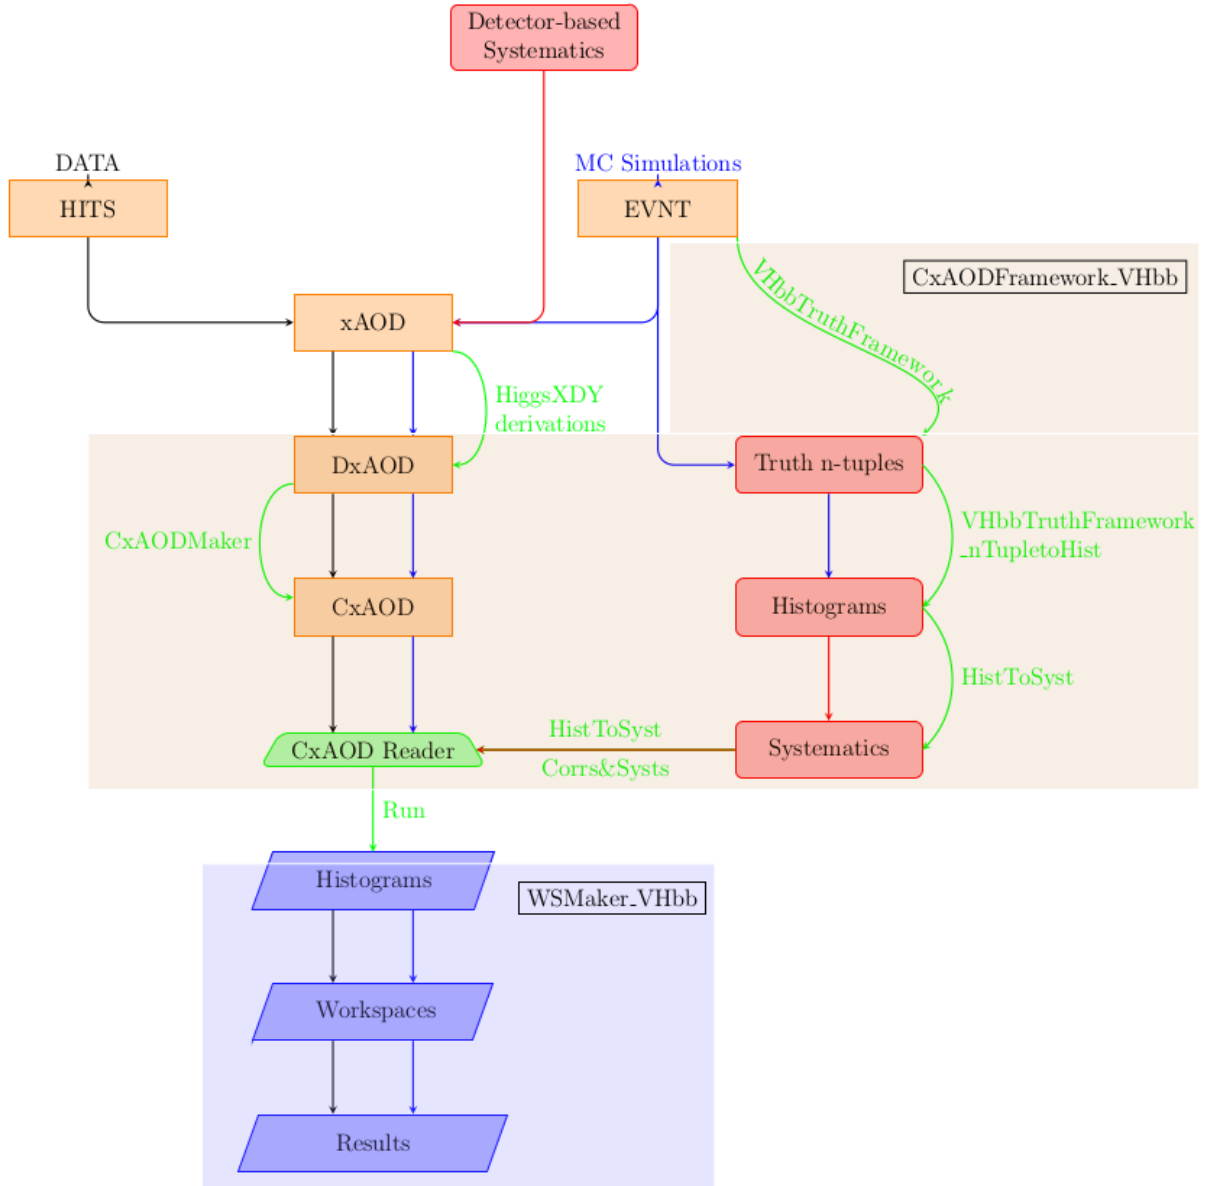 Detector-based
Systematics
DATA
MC Simulations
HITS
EVNT
VHbbTruthFramework
CxAODFramework_VHbb
xAOD
HiggsXDY
derivations
DxAOD
Truth n-tuples
CxAODMaker
VHbbTruthFramework
_nTupletoHist
CxAOD
Histograms
HistToSyst
HistToSyst
CxAOD Reader
Systematics
Corrs&Systs
Run
Histograms
WSMaker_VHbb
Workspaces
Results